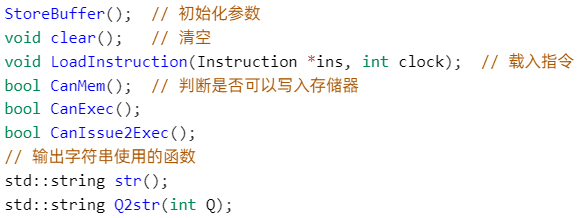 StoreBuffer();  // 初始化参数
void clear();   // 清空
void LoadInstruction(Instruction *ins, int clock);  // 载入指令
bool CanMem();  // 判断是否可以写入存储器
bool CanExec();
bool CanIssue2Exec();
// 输出字符串使用的函数
std::string str();
std::string Q2str(int Q);